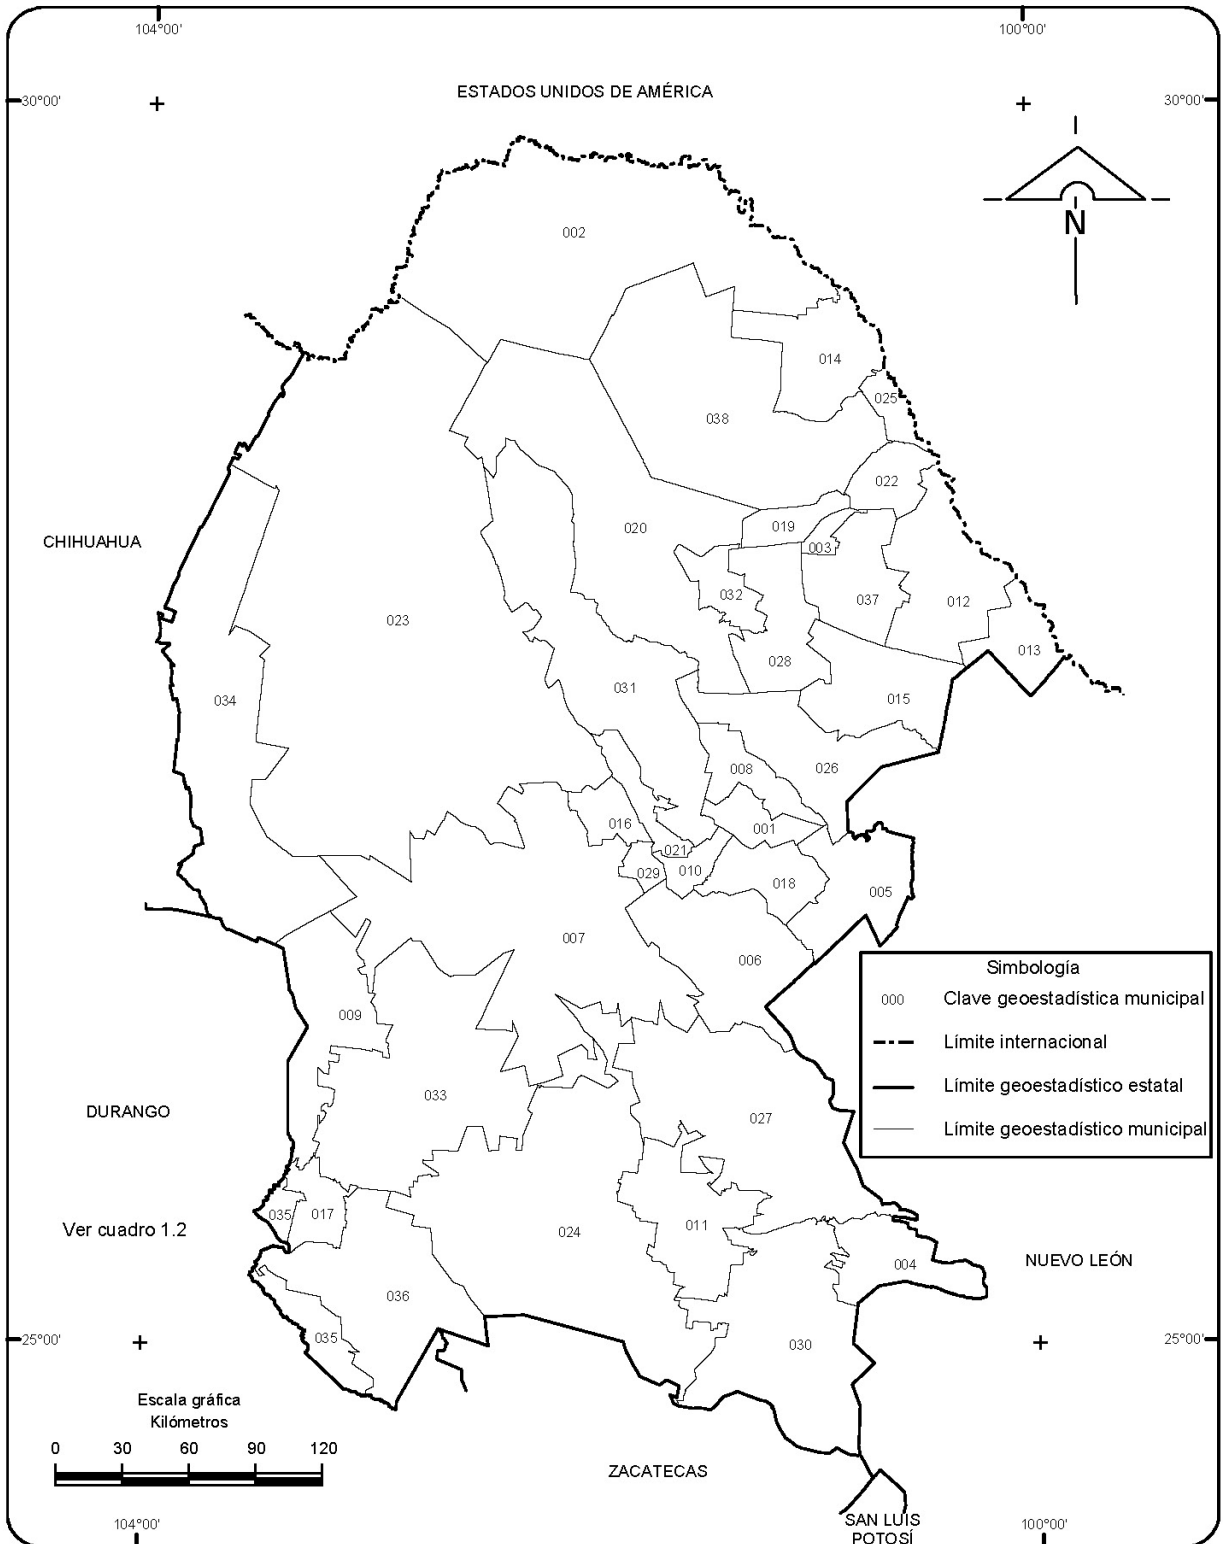 104°00'
100°00'
30°00'
30°00'
ESTADOS UNIDOS DE AMÉRICA
N
002
014
038
025
022
020
019
003
CHIHUAHUA
032
037
012
023
013
028
031
034
015
008
026
016
001
021
029
010
018
005
007
006
Simbología
000 Clave geoestadística municipal
009
Límite internacional
Límite geoestadístico estatal
033
DURANGO
027
Límite geoestadístico municipal
035
017
Ver cuadro 1.2
011
024
004
NUEVO LEÓN
036
035
030
25°00'
25°00'
Escala gráfica
Kilómetros
0 30 60 90 120
ZACATECAS
SAN LUIS
POTOSÍ
104°00'
100°00'